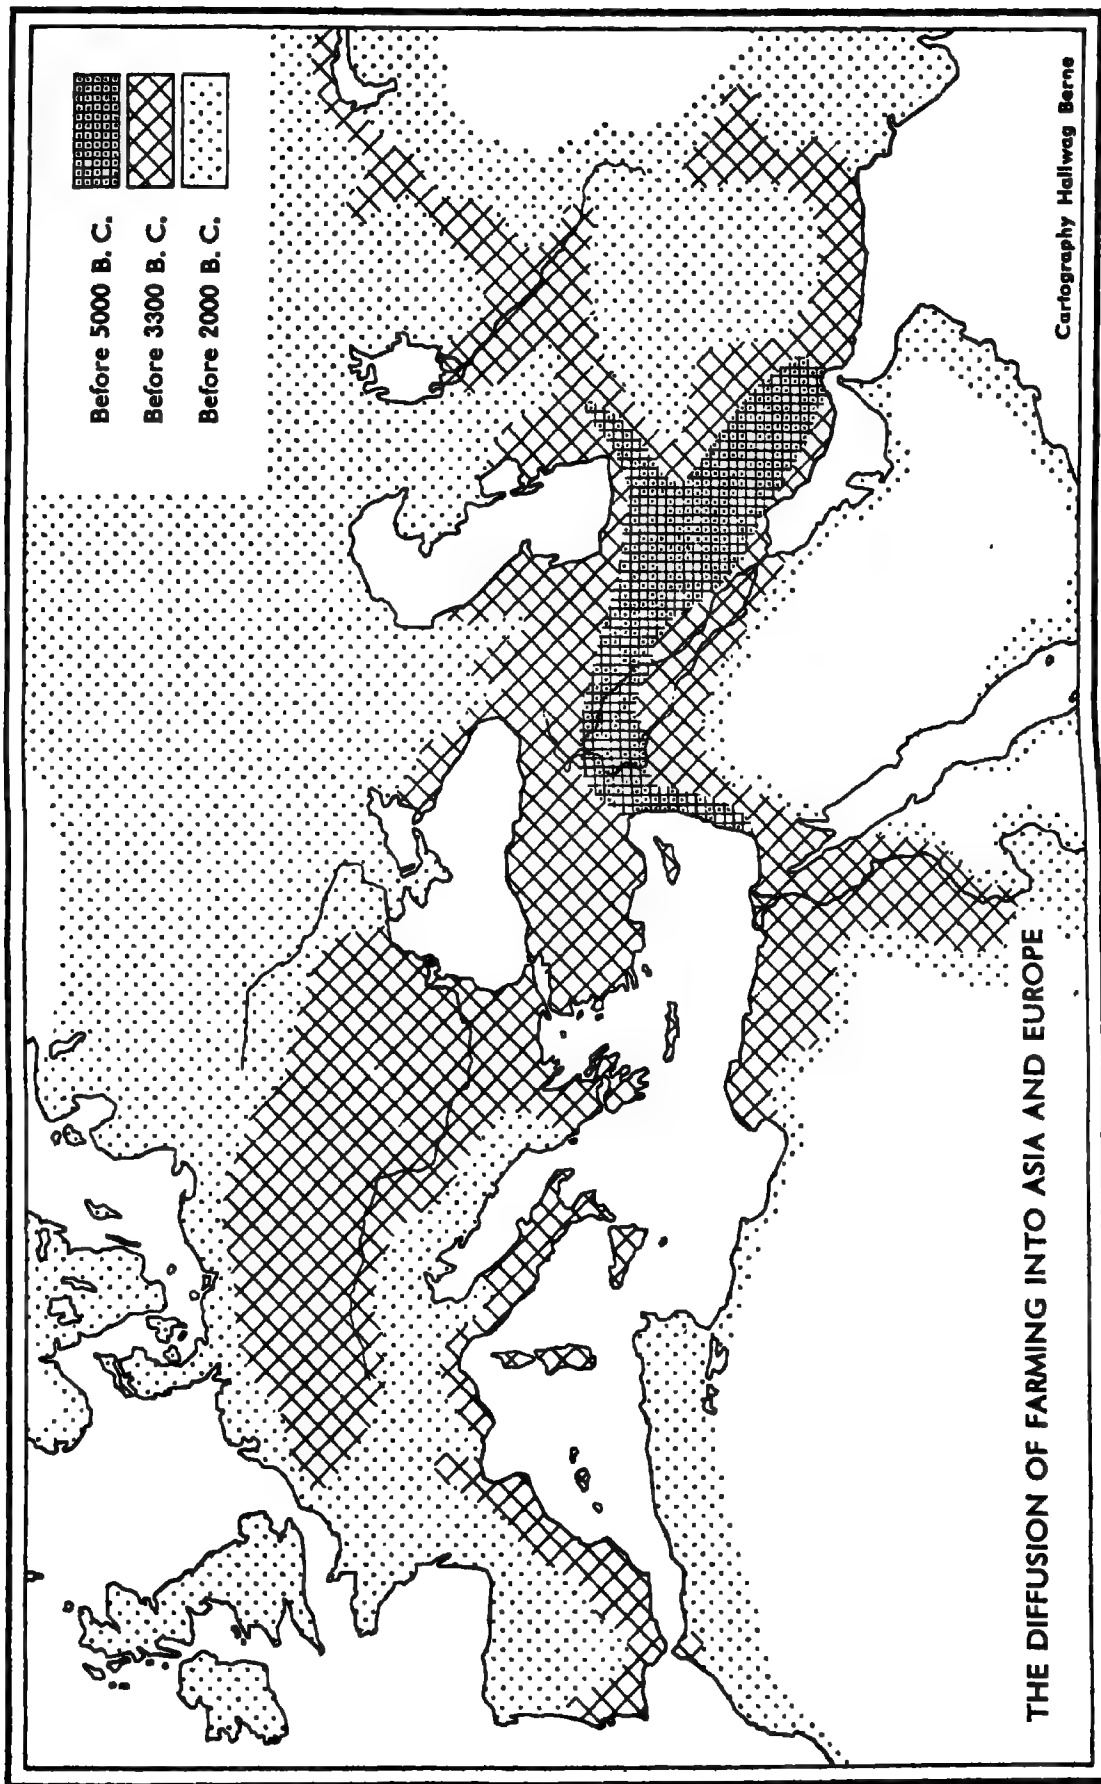 Before 5000 B. C.
Before 3300 B. C.
Before 2000 B. C.
THE DIFFUSION OF FARMING INTO ASIA AND EUROPE
Cartography Hallwag Berne